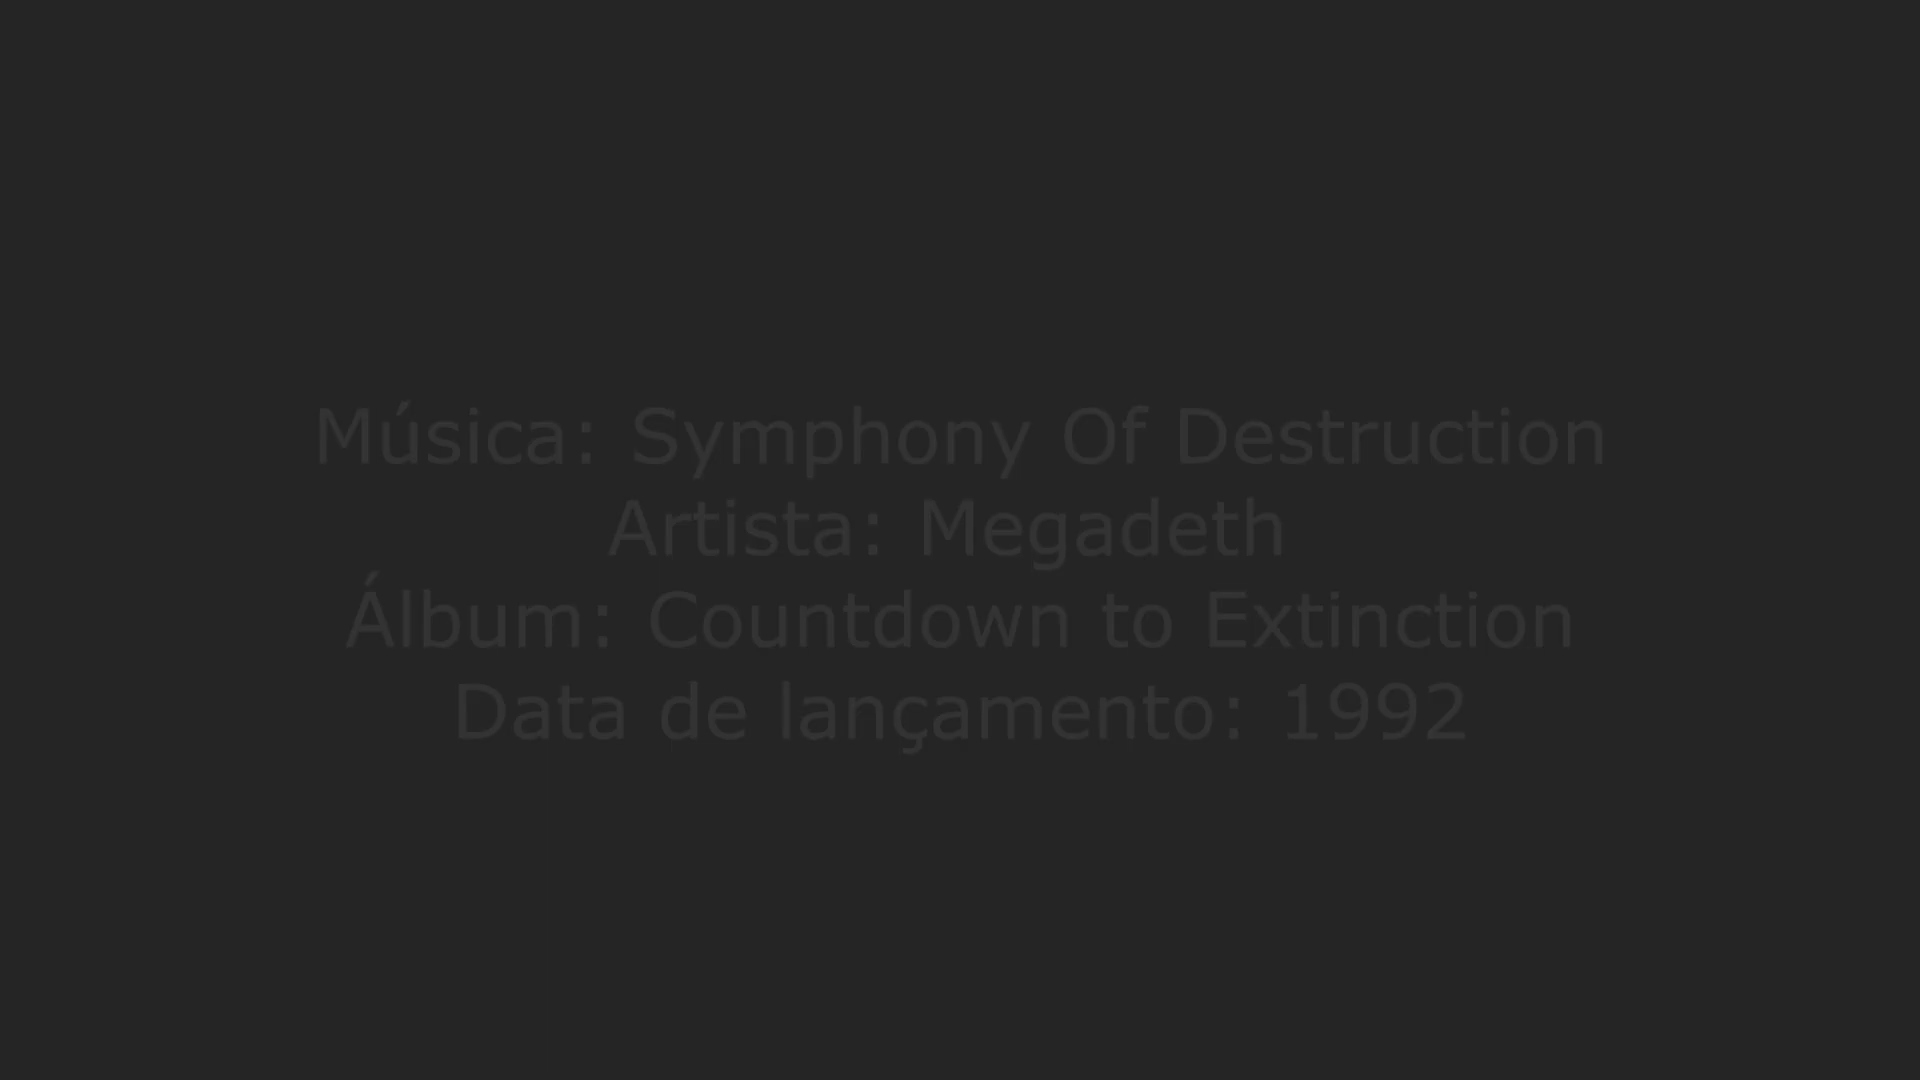 Música: Symphony Of Destruction
Artista: Megadeth
Álbum: Countdown to Extinction
Data de lançamento: 1992